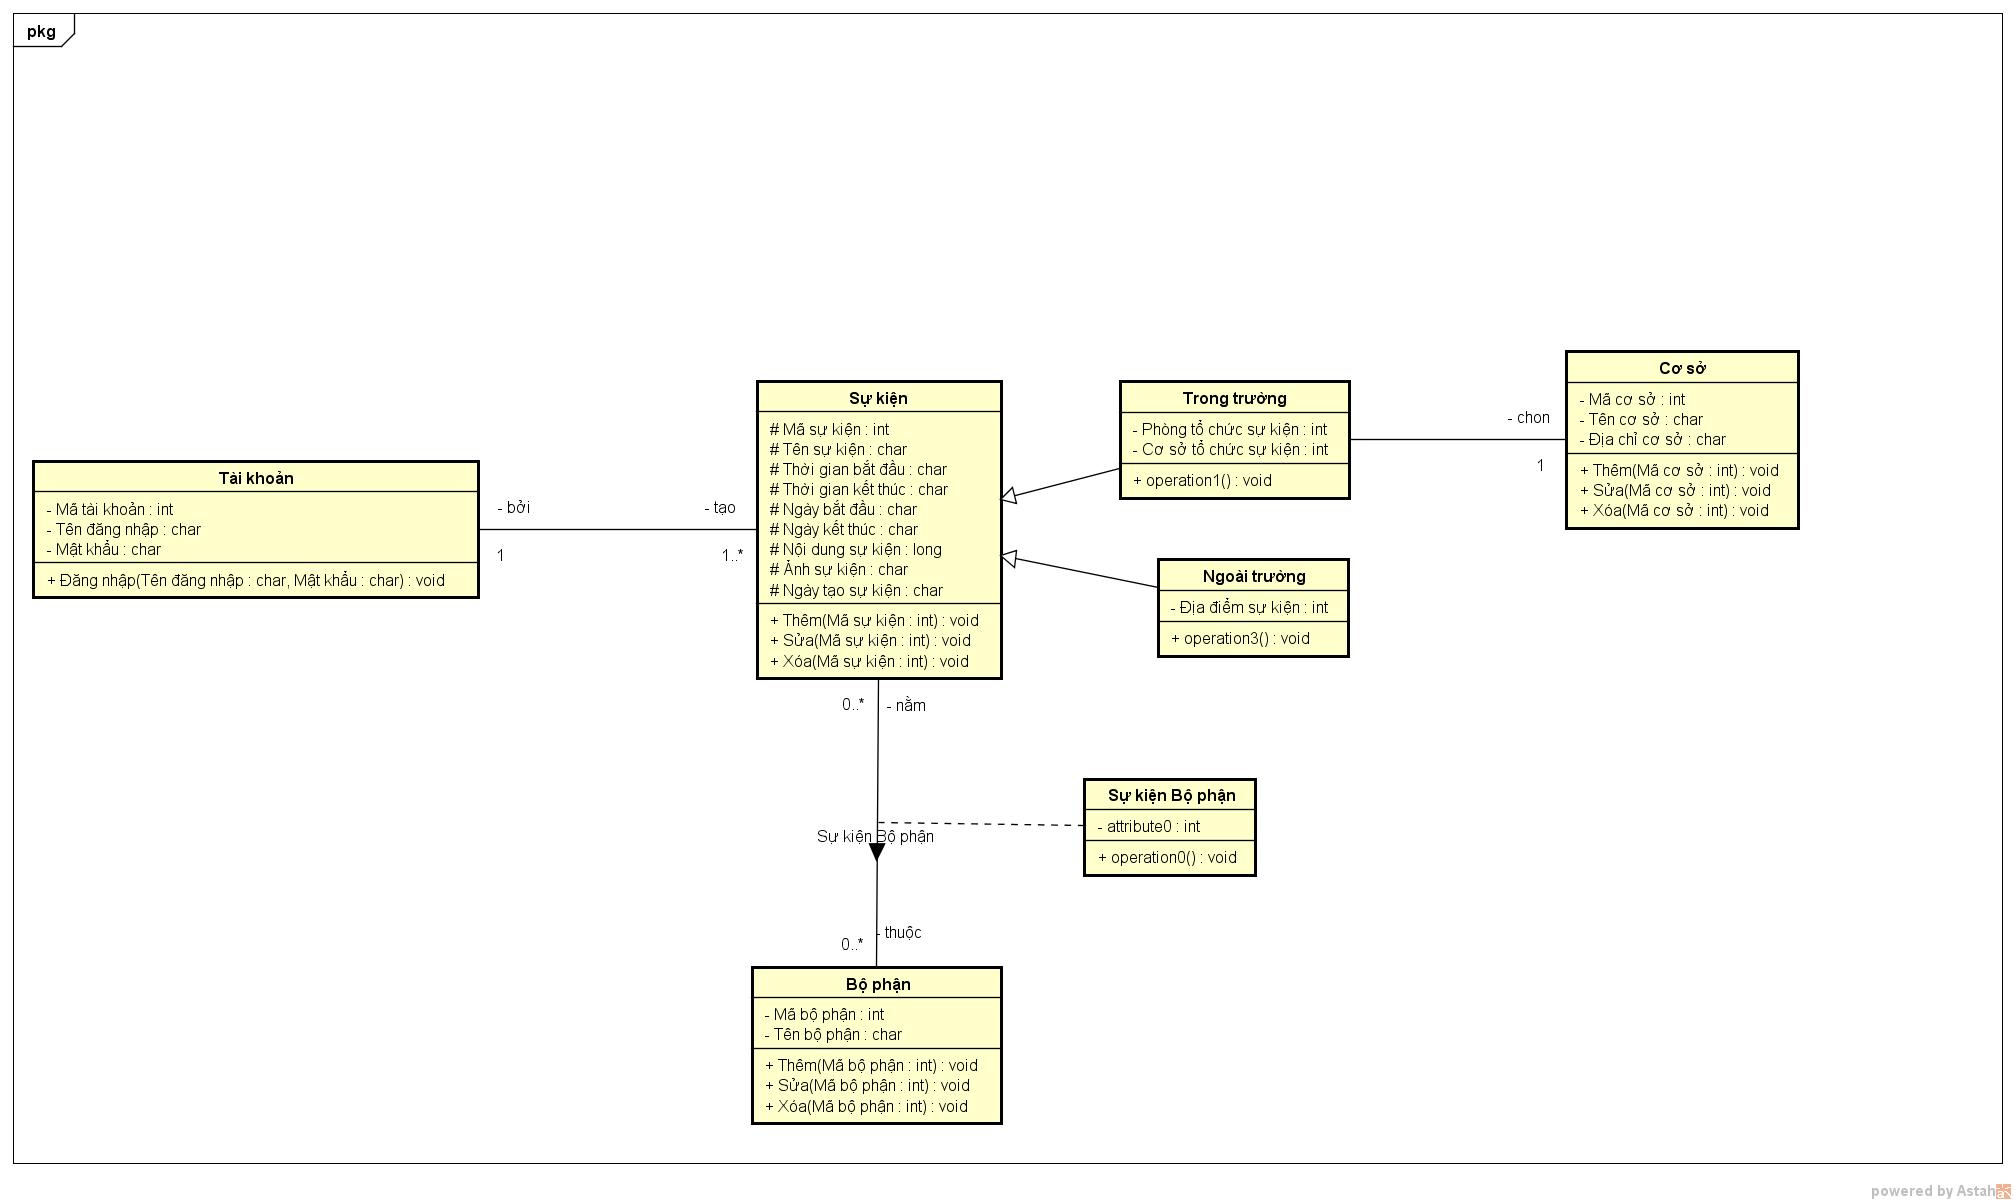 pkg
Tài khoản
- Mã tài khoản : int
- Tên đăng nhập : char
- Mật khẩu : char
+ Đăng nhập(Tên đăng nhập : char, Mật khẩu : char) : void
- bởi
1
- tạo
1..*
Sự kiện
# Mã sự kiện : int
# Tên sự kiện : char
# Thời gian bắt đầu : char
# Thời gian kết thúc : char
# Ngày bắt đầu : char
# Ngày kết thúc : char
# Nội dung sự kiện : long
# Ảnh sự kiện : char
# Ngày tạo sự kiện : char
+ Thêm(Mã sự kiện : int) : void
+ Sửa(Mã sự kiện : int) : void
+ Xóa(Mã sự kiện : int) : void
Trong trường
- Phòng tổ chức sự kiện : int
- Cơ sở tổ chức sự kiện : int
+ operation1() : void
- chon
1
Cơ sở
- Mã cơ sở : int
- Tên cơ sở : char
- Địa chỉ cơ sở : char
+ Thêm(Mã cơ sở : int) : void
+ Sửa(Mã cơ sở : int) : void
+ Xóa(Mã cơ sở : int) : void
Ngoài trường
- Địa điểm sự kiện : int
+ operation3() : void
0..*
- nằm
Sự kiện Bộ phận
Sự kiện Bộ phận
- attribute0 : int
+ operation0() : void
- thuộc
0..*
Bộ phận
- Mã bộ phận : int
- Tên bộ phận : char
+ Thêm(Mã bộ phận : int) : void
+ Sửa(Mã bộ phận : int) : void
+ Xóa(Mã bộ phận : int) : void
powered by Astah